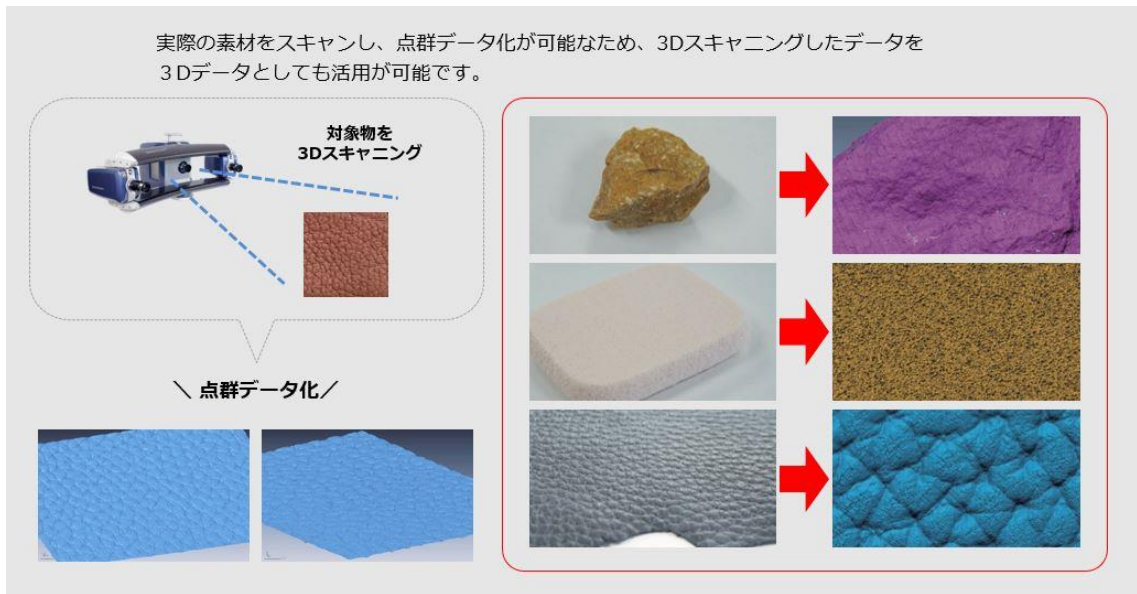 実際の素材をスキャンし、点群データ化が可能なため、3Dスキャニングしたデータを
３Dデータとしても活用が可能です。
対象物を
3Dスキャニング
＼ 点群データ化／